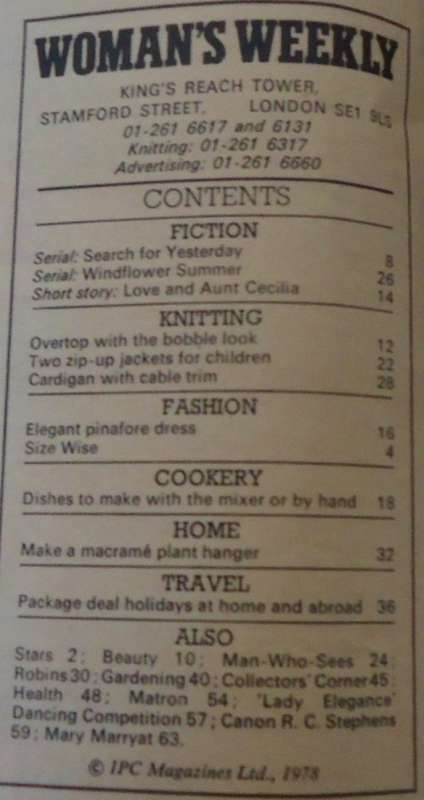 WOMAN'S WEEKLY
KING'S REACH TOWER,
STAMFORD STREET, LONDON SE1 9LS
01-261 6617 and 6131
Knitting: 01-261 6317
Advertising: 01-261 6660
CONTENTS
FICTION
Serial: Search for Yesterday 8
Serial: Windflower Summer 26
Short story: Love and Aunt Cecilia 14
KNITTING
Overtop with the bobble look 12
Two zip-up jackets for children 22
Cardigan with cable trim 28
FASHION
Elegant pinafore dress 16
Size Wise 4
COOKERY
Dishes to make with the mixer or by hand 18
HOME
Make a macramé plant hanger 32
TRAVEL
Package deal holidays at home and abroad 36
ALSO
Stars 2; Beauty 10; Man-Who-Sees 24;
Robins 30; Gardening 40; Collectors' Corner 45;
Health 48; Matron 54; 'Lady Elegance'
Dancing Competition 57; Canon R. C. Stephens
59; Mary Marryat 63.
© IPC Magazines Ltd., 1978